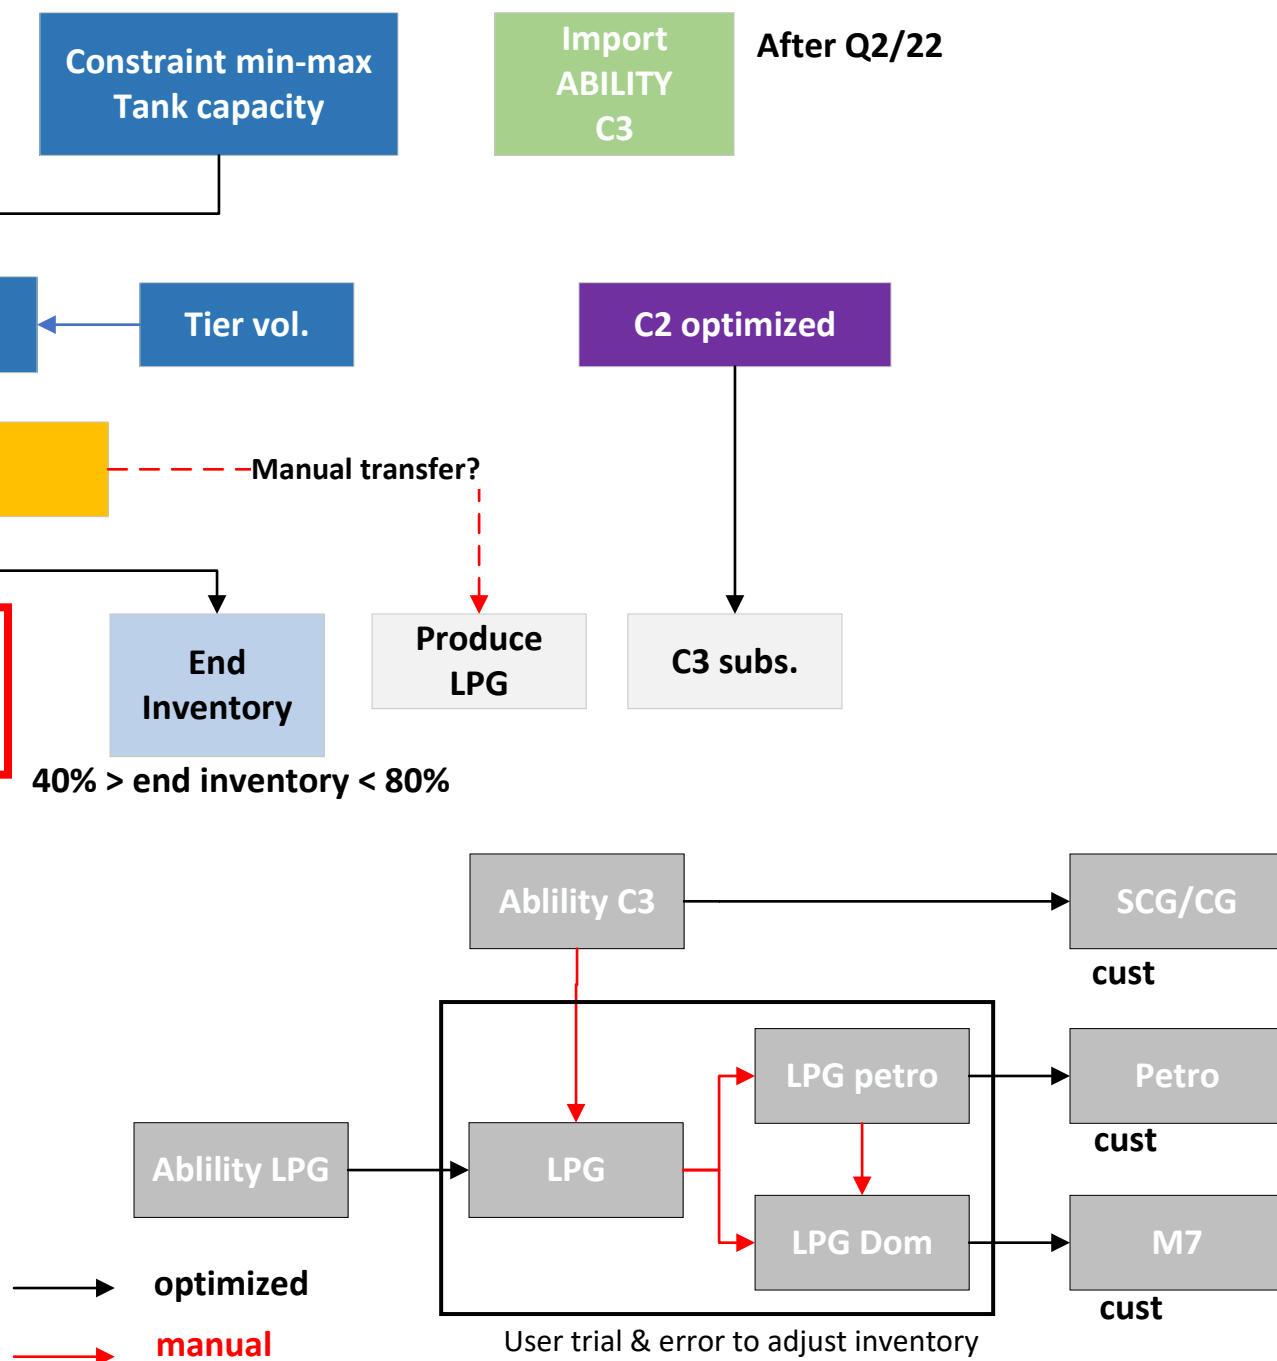 Constraint min-max
Tank capacity
Import
ABILITY
C3
After Q2/22
Tier vol.
C2 optimized
Manual transfer?
End
Inventory
Produce
LPG
C3 subs.
40% > end inventory < 80%
Ablility C3
SCG/CG
cust
LPG petro
Petro
cust
Ablility LPG
LPG
LPG Dom
M7
cust
optimized
manual
User trial & error to adjust inventory